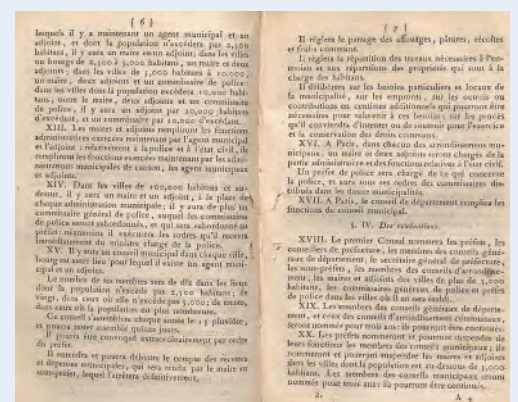 ( 6 )
lesquels il y a maintenant un agent municipal et un
adjoint, et dont la population n'excédera pas 2,500
habitans, il y aura un maire et un adjoint; dans les villes
ou bourgs de 2,500 à 5,000 habitans, un maire et deux
adjoints; dans les villes de 5,000 habitans à 10,000,
un maire, deux adjoints et un commissaire de police;
dans les villes dont la population excédera 10,000 habi-
tans, outre le maire, deux adjoints et un commissaire
de police, il y aura un adjoint par 20,000 habitans
d'excédant, et un commissaire par 10,000 d'excédant.
XIII. Les maires et adjoints rempliront les fonctions
administratives exercées maintenant par l'agent municipal
et l'adjoint: relativement à la police et à l'état civil, ils
rempliront les fonctions exercées maintenant par les admi-
nistrations municipales de canton, les agens municipaux
et adjoints.
XIV. Dans les villes de 100,000 habitans et au-
dessus, il y aura un maire et un adjoint, à la place de
chaque administration municipale; il y aura de plus un
commissaire général de police, auquel les commissaires
de police seront subordonnés, et qui sera subordonné au
préfet: néanmoins il exécutera les ordres qu'il recevra
immédiatement du ministre chargé de la police.
XV. Il y aura un conseil municipal dans chaque ville,
bourg ou autre lieu pour lequel il existe un agent muni-
cipal et un adjoint.
Le nombre de ses membres sera de dix dans les lieux
dont la population n'excède pas 2,500 habitans; de
vingt, dans ceux où elle n'excède pas 5,000; de trente,
dans ceux où la population est plus nombreuse.
Ce conseil s'assemblera chaque année le 15 pluviôse,
et pourra rester assemblé quinze jours.
Il pourra être convoqué extraordinairement par ordre
du préfet.
Il entendra et pourra débattre le compte des recettes
et dépenses municipales, qui sera rendu par le maire au
sous-préfet, lequel l'arrêtera définitivement.
( 7 )
Il réglera le partage des affouages, pâtures, récoltes
et fruits communs.
Il réglera la répartition des travaux nécessaires à l'en-
tretien et aux réparations des propriétés qui sont à la
charge des habitans.
Il délibérera sur les besoins particuliers et locaux de
la municipalité, sur les emprunts, sur les octrois ou
contributions en centimes additionnels qui pourront être
nécessaires pour subvenir à ces besoins; sur les procès
qu'il conviendra d'intenter ou de soutenir pour l'exercice
et la conservation des droits communs.
XVI. A Paris, dans chacun des arrondissemens mu-
nicipaux, un maire et deux adjoints seront chargés de la
partie administrative et des fonctions relatives à l'état civil.
Un préfet de police sera chargé de ce qui concerne
la police, et aura sous ses ordres des commissaires dis-
tribués dans les douze municipalités.
XVII. A Paris, le conseil de département remplira les
fonctions du conseil municipal.
§. IV. Des nominations.
XVIII. Le premier Consul nommera les préfets, les
conseillers de préfecture, les membres des conseils géné-
raux de département, le secrétaire général de préfecture,
les sous-préfets, les membres des conseils d'arrondisse-
ment, les maires et adjoints des villes de plus de 5,000
habitans, les commissaires généraux de police et préfets
de police dans les villes où il en sera établi.
XIX. Les membres des conseils généraux de départe-
ment, et ceux des conseils d'arrondissemens communaux,
seront nommés pour trois ans: ils pourront être continués.
XX. Les préfets nommeront et pourront suspendre de
leurs fonctions les membres des conseils municipaux; ils
nommeront et pourront suspendre les maires et adjoints
dans les villes dont la population est au-dessous de 5,000
habitans. Les membres des conseils municipaux seront
nommés pour trois ans: ils pourront être continués.
2. A 4